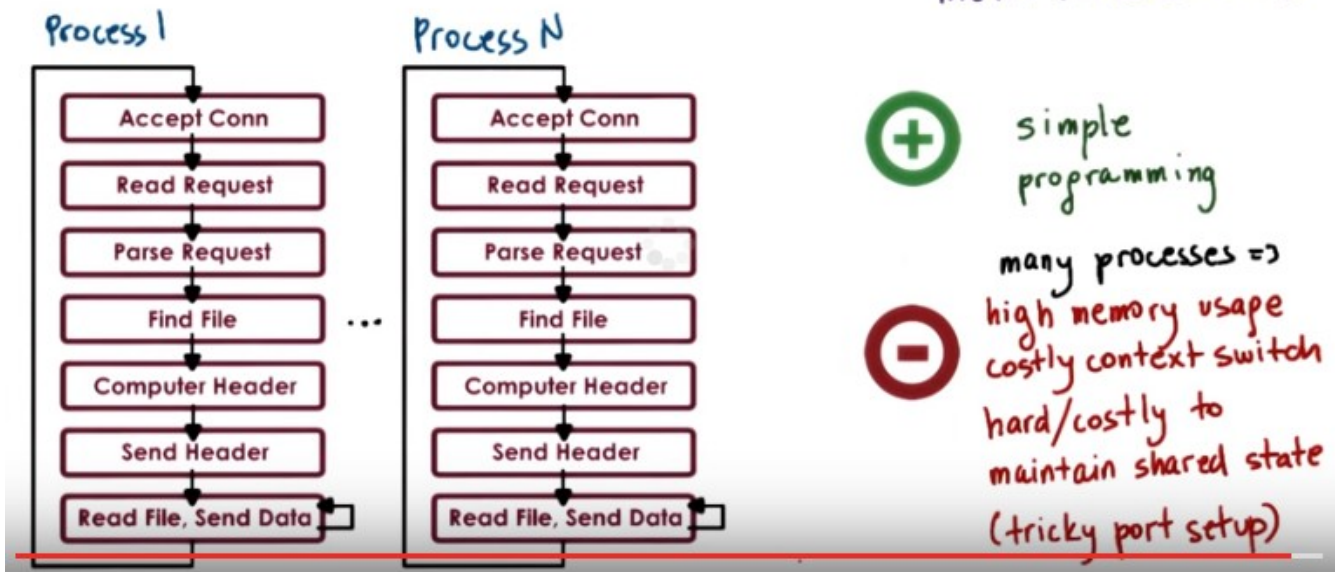 Process 1
Accept Conn
Read Request
Parse Request
Find File
Computer Header
Send Header
Read File, Send Data
...
Process N
Accept Conn
Read Request
Parse Request
Find File
Computer Header
Send Header
Read File, Send Data
+
simple
programming
many processes =>
-
high memory usage
costly context switch
hard/costly to
maintain shared state
(tricky port setup)